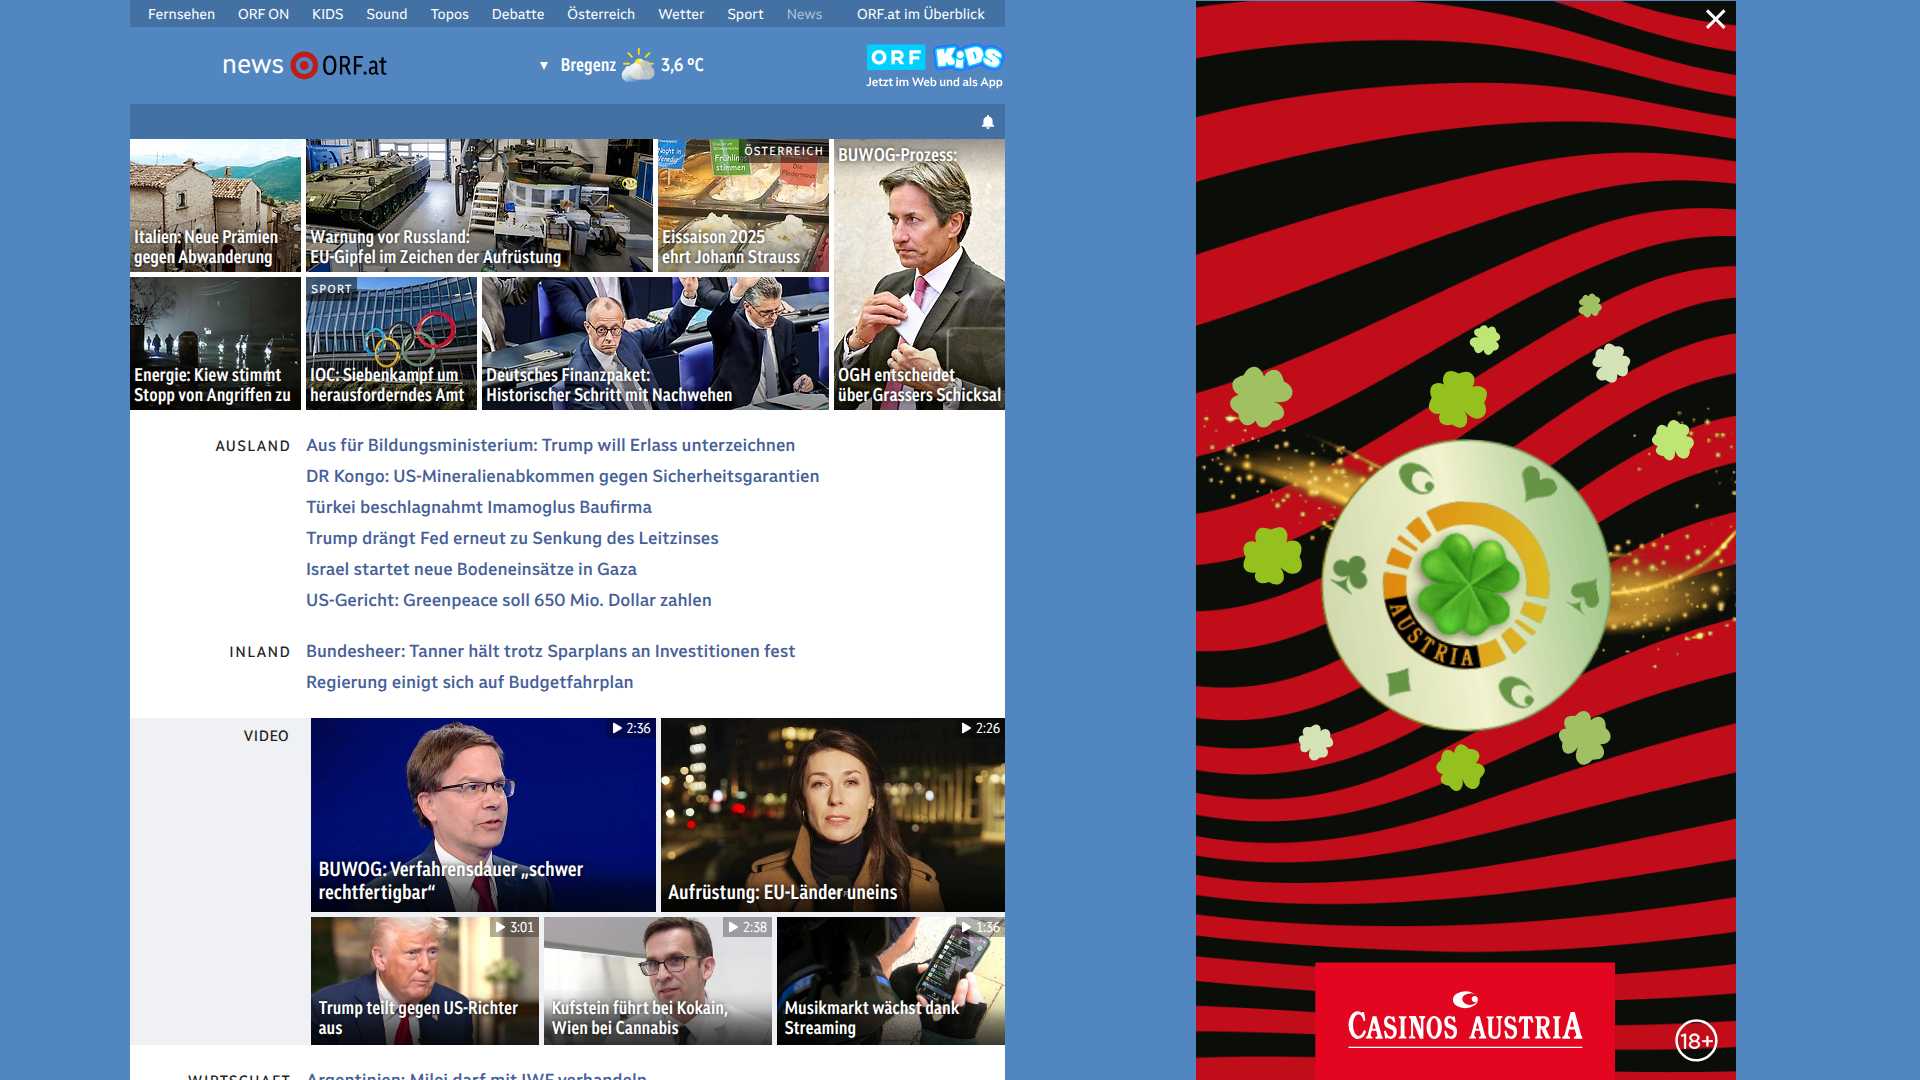 Fernsehen ORF ON KIDS Sound Topos Debatte Österreich Wetter Sport News ORF.at im Überblick
news ORF.at
▼ Bregenz 3,6 °C
ORF KiDS
Jetzt im Web und als App
Italien: Neue Prämien
gegen Abwanderung
Warnung vor Russland:
EU-Gipfel im Zeichen der Aufrüstung
ÖSTERREICH
Eissaison 2025
ehrt Johann Strauss
BUWOG-Prozess:
OGH entscheidet
über Grassers Schicksal
Energie: Kiew stimmt
Stopp von Angriffen zu
SPORT
IOC: Siebenkampf um
herausforderndes Amt
Deutsches Finanzpaket:
Historischer Schritt mit Nachwehen
AUSLAND
Aus für Bildungsministerium: Trump will Erlass unterzeichnen
DR Kongo: US-Mineralienabkommen gegen Sicherheitsgarantien
Türkei beschlagnahmt Imamoglus Baufirma
Trump drängt Fed erneut zu Senkung des Leitzinses
Israel startet neue Bodeneinsätze in Gaza
US-Gericht: Greenpeace soll 650 Mio. Dollar zahlen
INLAND
Bundesheer: Tanner hält trotz Sparplans an Investitionen fest
Regierung einigt sich auf Budgetfahrplan
VIDEO
2:36
BUWOG: Verfahrensdauer „schwer
rechtfertigbar“
2:26
Aufrüstung: EU-Länder uneins
3:01
Trump teilt gegen US-Richter
aus
2:38
Kufstein führt bei Kokain,
Wien bei Cannabis
1:36
Musikmarkt wächst dank
Streaming
WIRTSCHAFT
Argentinien: Milei darf mit IWF verhandeln
AUSTRIA
CASINOS AUSTRIA
18+